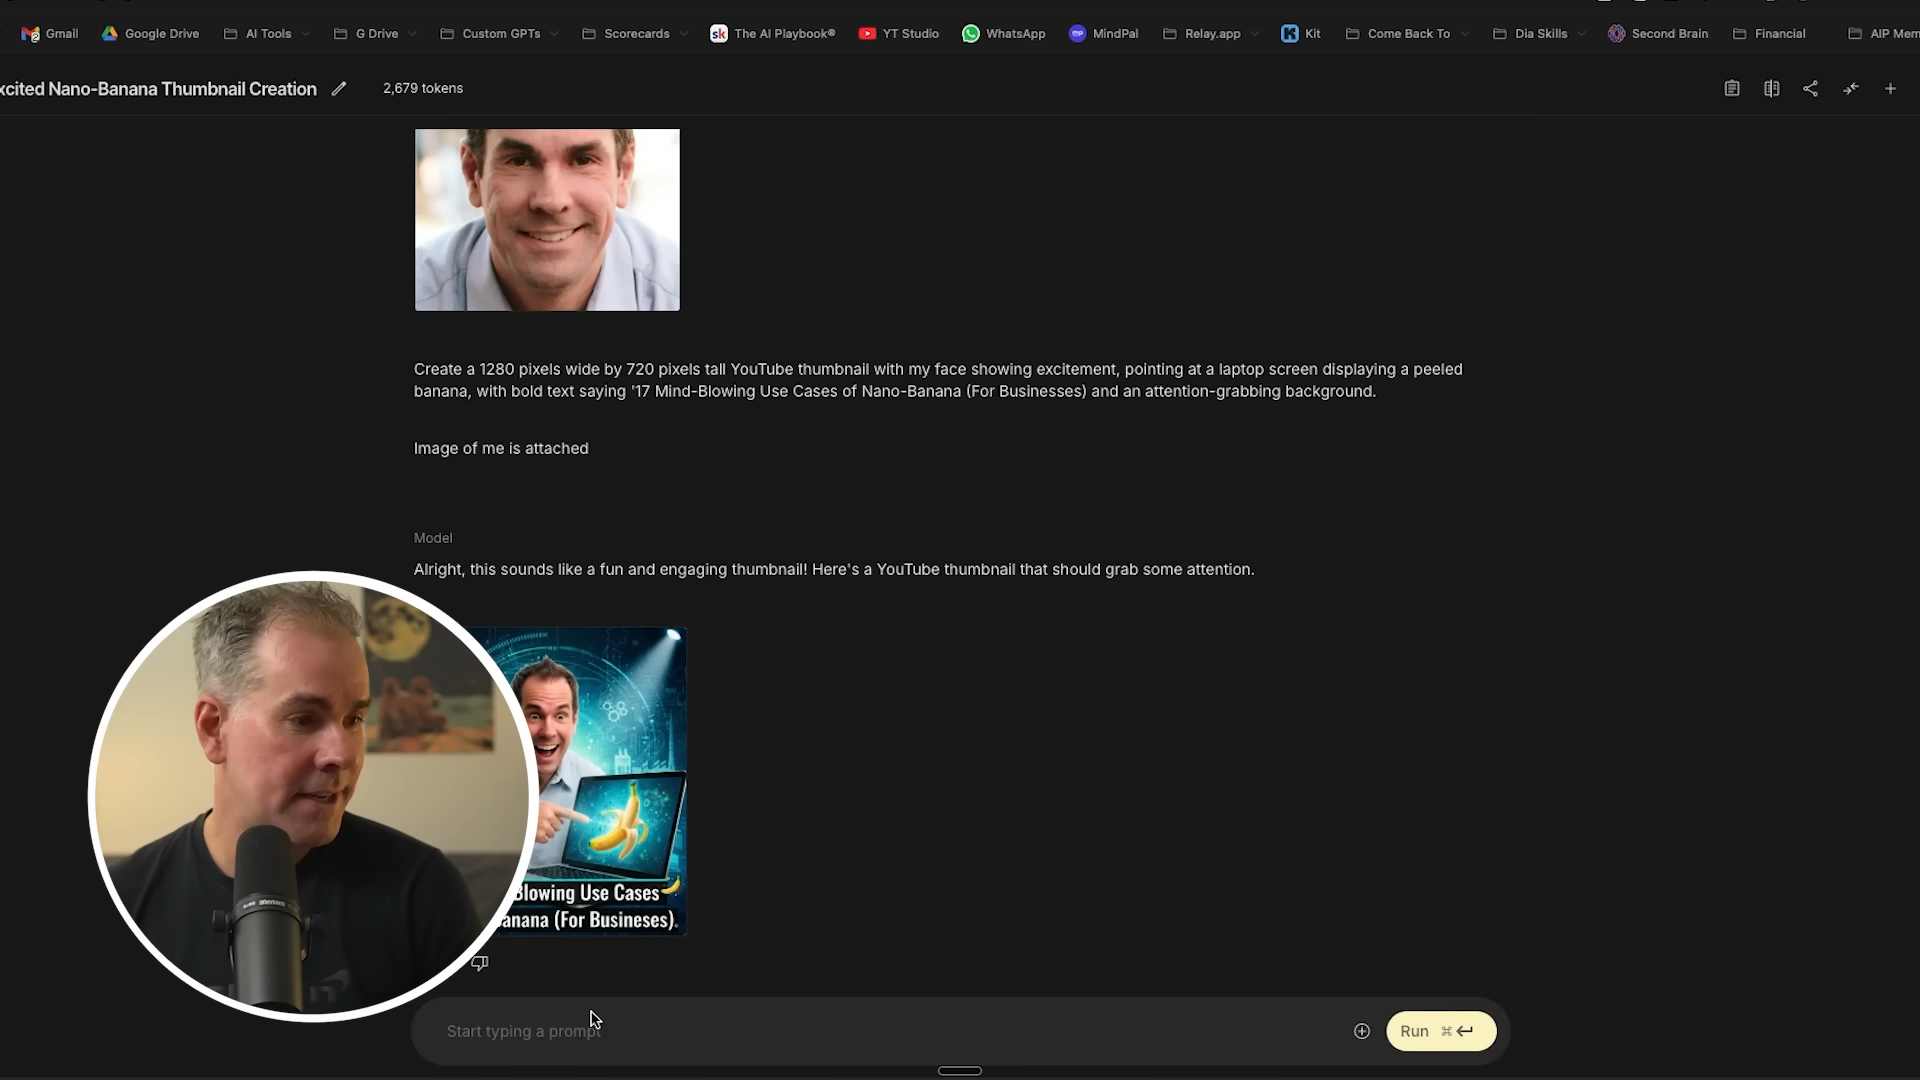 Gmail Google Drive AI Tools G Drive Custom GPTs Scorecards The AI Playbook® YT Studio WhatsApp MindPal Relay.app Kit Come Back To Dia Skills Second Brain Financial AIP Mem
xcited Nano-Banana Thumbnail Creation 2,679 tokens
Create a 1280 pixels wide by 720 pixels tall YouTube thumbnail with my face showing excitement, pointing at a laptop screen displaying a peeled
banana, with bold text saying '17 Mind-Blowing Use Cases of Nano-Banana (For Businesses) and an attention-grabbing background.
Image of me is attached
Model
Alright, this sounds like a fun and engaging thumbnail! Here's a YouTube thumbnail that should grab some attention.
Blowing Use Cases
anana (For Busineses).
Start typing a prompt
Run ⌘